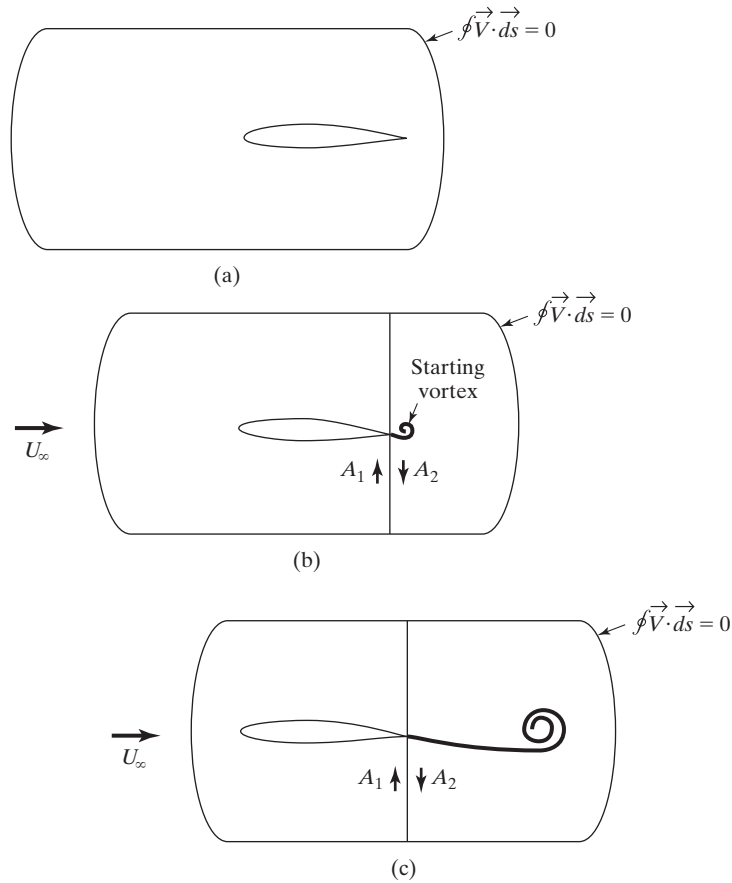 ∮V⃗·ds⃗ = 0
(a)
∮V⃗·ds⃗ = 0
Starting
vortex
U∞
A₁ A₂
(b)
∮V⃗·ds⃗ = 0
U∞
A₁ A₂
(c)